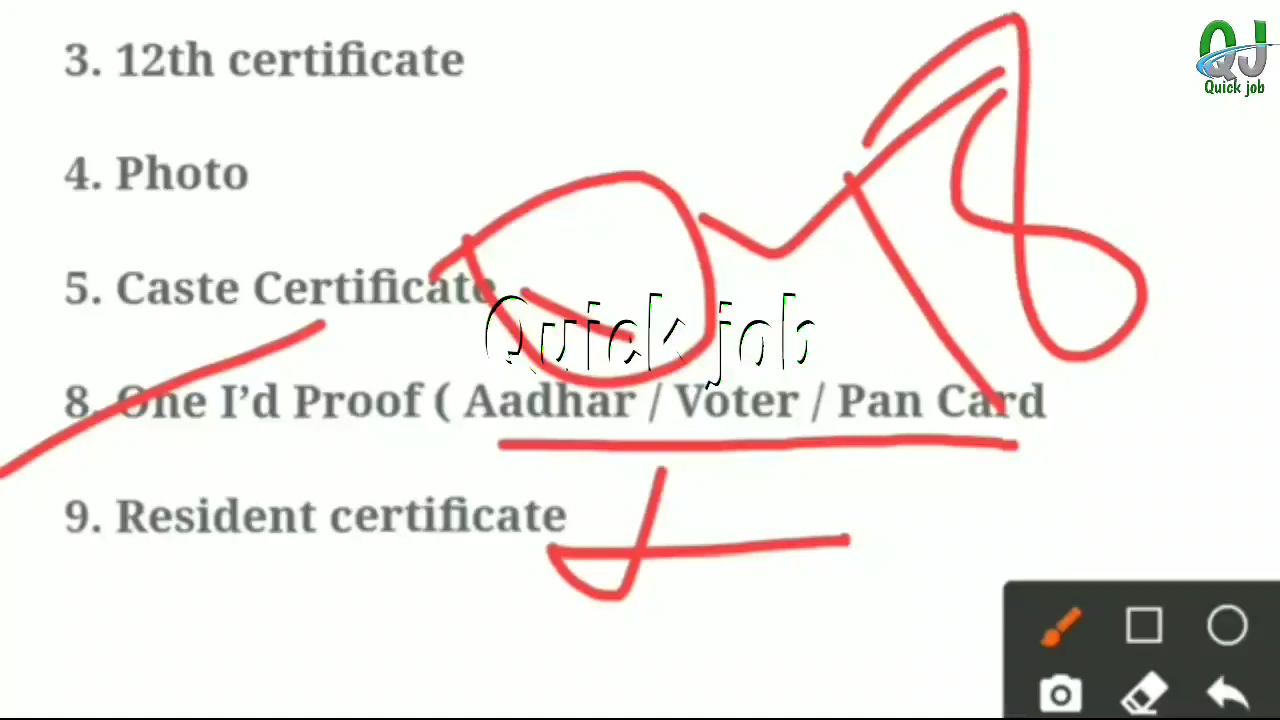 3. 12th certificate
QJ
Quick job
4. Photo
5. Caste Certificate
Quick job
8. One I’d Proof ( Aadhar / Voter / Pan Card
9. Resident certificate